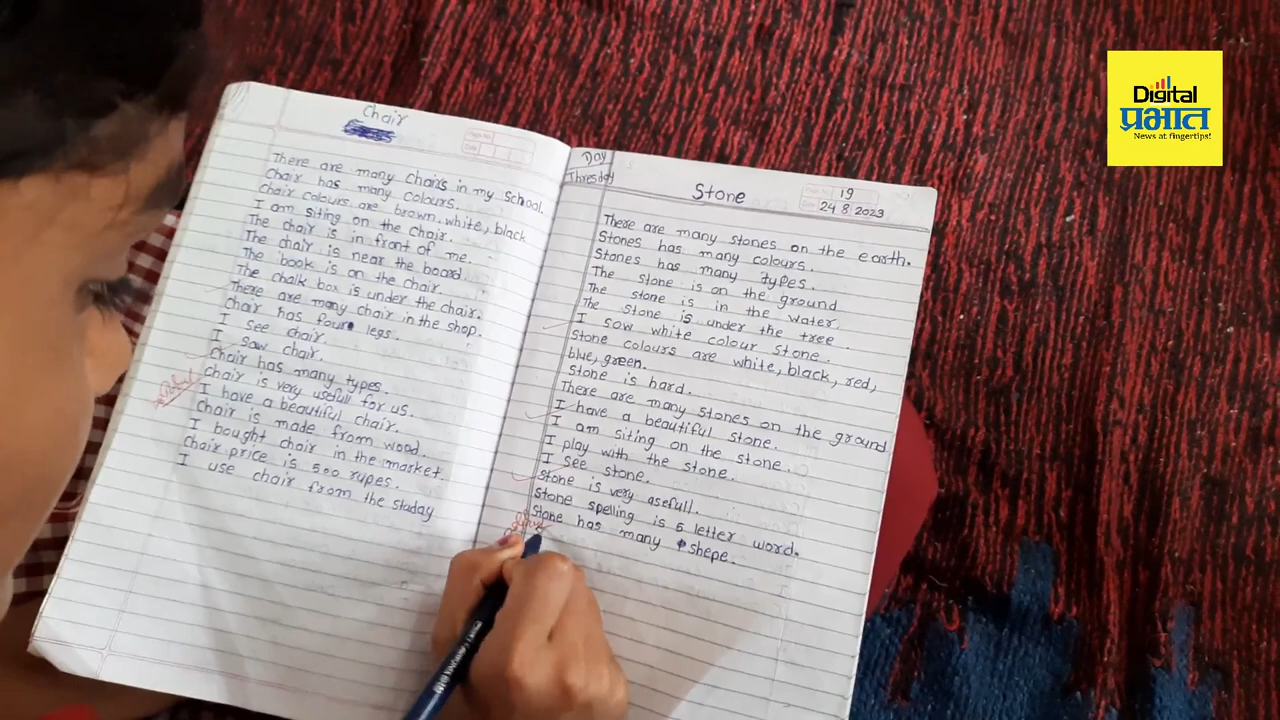 Chair
Page No.
Date
There are many chairs in my school.
Chair has many colours.
chair colours are brown, white, black
I am siting on the chair.
The chair is in front of me.
The chair is near the board.
The book is on the chair.
The chalk box is under the chair.
There are many chair in the shop.
Chair has four legs.
I see chair.
I saw chair.
Chair has many types.
chair is very usefull for us.
I have a beautiful chair.
Chair is made from wood.
I bought chair in the market.
Chair price is 500 rupes.
I use chair from the staday
Day
Thresday
Stone
Page No. 19
Date 24 8 2023
There are many stones on the earth.
Stones has many colours.
Stones has many types.
The stone is on the ground
The stone is in the water.
The stone is under the tree.
I saw white colour stone.
Stone colours are white, black, red,
blue, green.
Stone is hard.
There are many stones on the ground
I have a beautiful stone.
I am siting on the stone.
I play with the stone.
I see stone.
Stone is very asefull.
Stone spelling is 5 letter word.
Stone has many shepe.
Digital
प्रभात
News at fingertips!